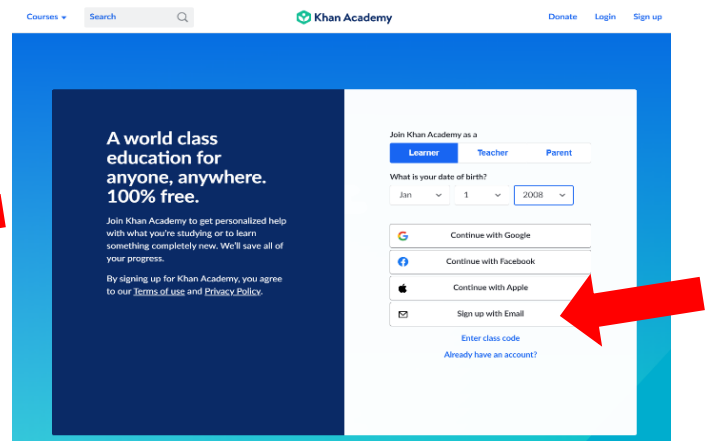 Courses Search Khan Academy Donate Login Sign up
A world class
education for
anyone, anywhere.
100% free.
Join Khan Academy to get personalized help
with what you're studying or to learn
something completely new. We'll save all of
your progress.
By signing up for Khan Academy, you agree
to our Terms of use and Privacy Policy.
Join Khan Academy as a
Learner Teacher Parent
What is your date of birth?
Jan 1 2008
Continue with Google
Continue with Facebook
Continue with Apple
Sign up with Email
Enter class code
Already have an account?